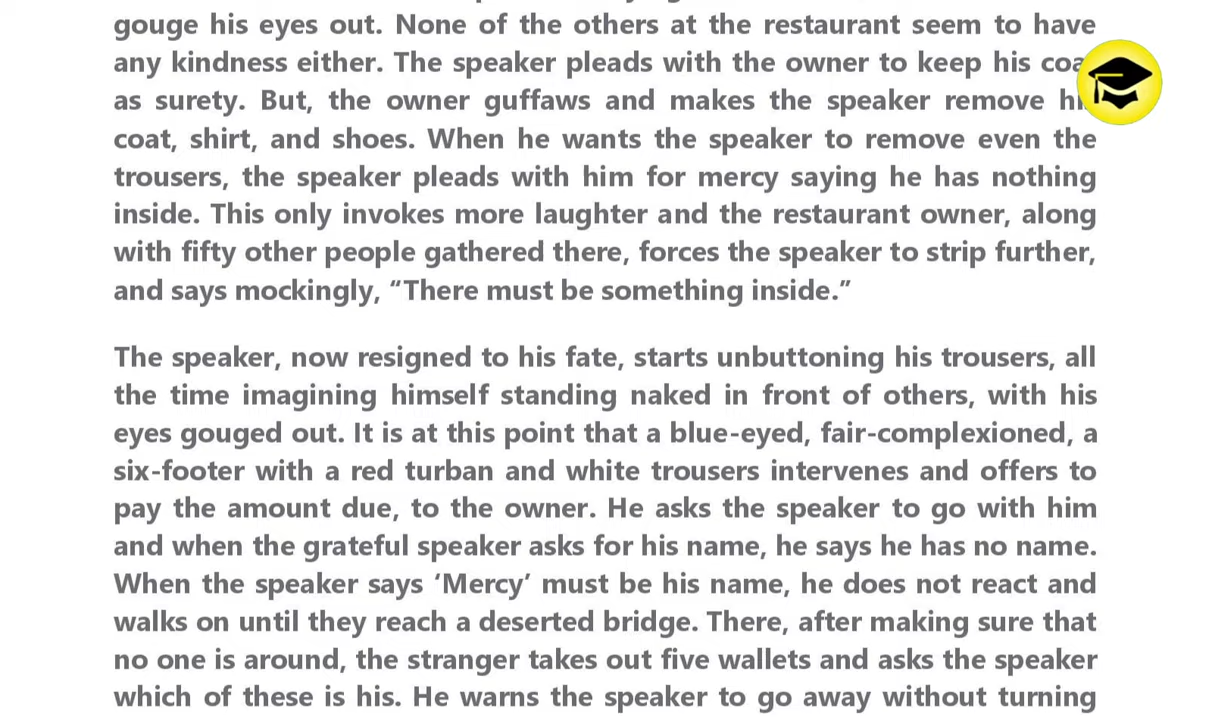 gouge his eyes out. None of the others at the restaurant seem to have
any kindness either. The speaker pleads with the owner to keep his
as surety. But, the owner guffaws and makes the speaker remove
coat, shirt, and shoes. When he wants the speaker to remove even the
trousers, the speaker pleads with him for mercy saying he has nothing
inside. This only invokes more laughter and the restaurant owner, along
with fifty other people gathered there, forces the speaker to strip further,
and says mockingly, “There must be something inside.”
The speaker, now resigned to his fate, starts unbuttoning his trousers, all
the time imagining himself standing naked in front of others, with his
eyes gouged out. It is at this point that a blue-eyed, fair-complexioned, a
six-footer with a red turban and white trousers intervenes and offers to
pay the amount due, to the owner. He asks the speaker to go with him
and when the grateful speaker asks for his name, he says he has no name.
When the speaker says ‘Mercy’ must be his name, he does not react and
walks on until they reach a deserted bridge. There, after making sure that
no one is around, the stranger takes out five wallets and asks the speaker
which of these is his. He warns the speaker to go away without turning